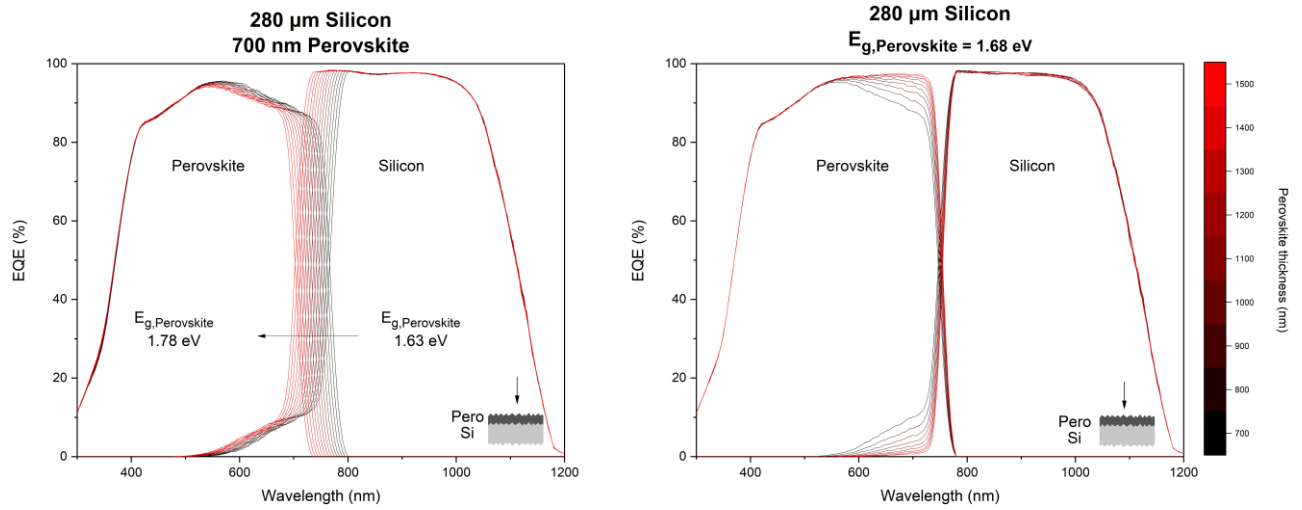 280 µm Silicon
700 nm Perovskite
100
80
60
40
20
0
EQE (%)
Perovskite
Silicon
Eg,Perovskite
1.78 eV
Eg,Perovskite
1.63 eV
Pero
Si
400
600
800
1000
1200
Wavelength (nm)
280 µm Silicon
Eg,Perovskite = 1.68 eV
100
80
60
40
20
0
EQE (%)
Perovskite
Silicon
Pero
Si
400
600
800
1000
1200
Wavelength (nm)
1500
1400
1300
1200
1100
1000
900
800
700
Perovskite thickness (nm)